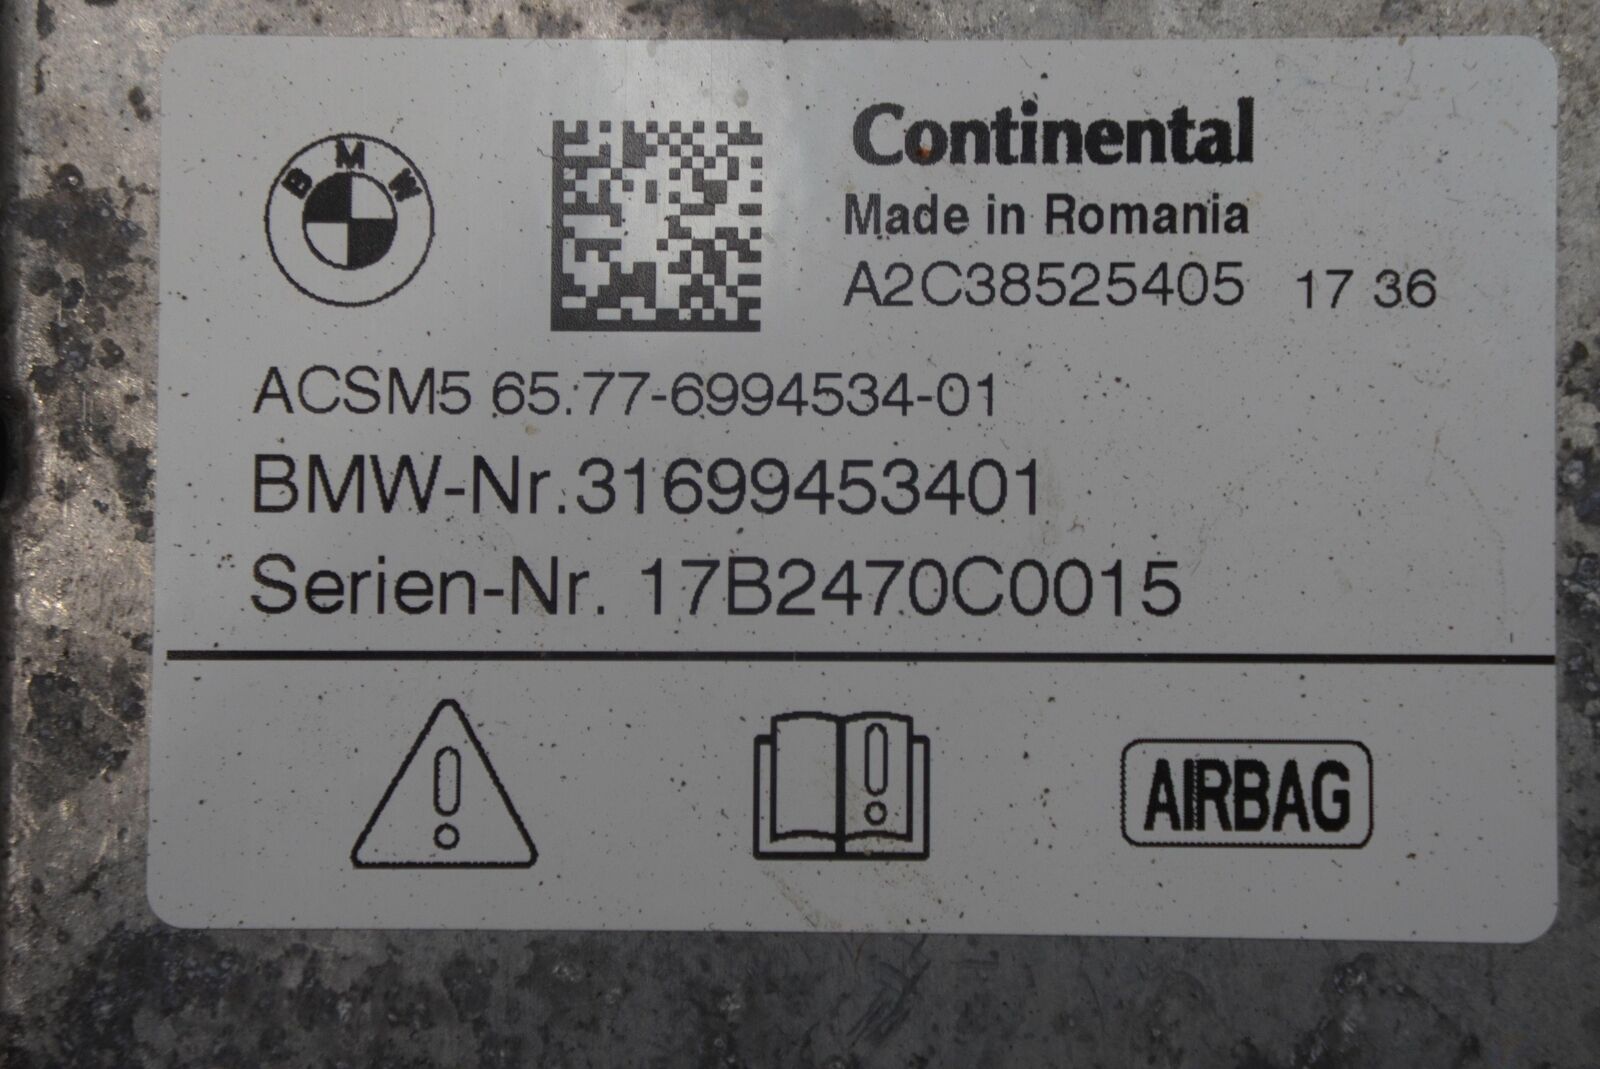 BMW
Continental
Made in Romania
A2C38525405 17 36
ACSM5 65.77-6994534-01
BMW-Nr.31699453401
Serien-Nr. 17B2470C0015
AIRBAG